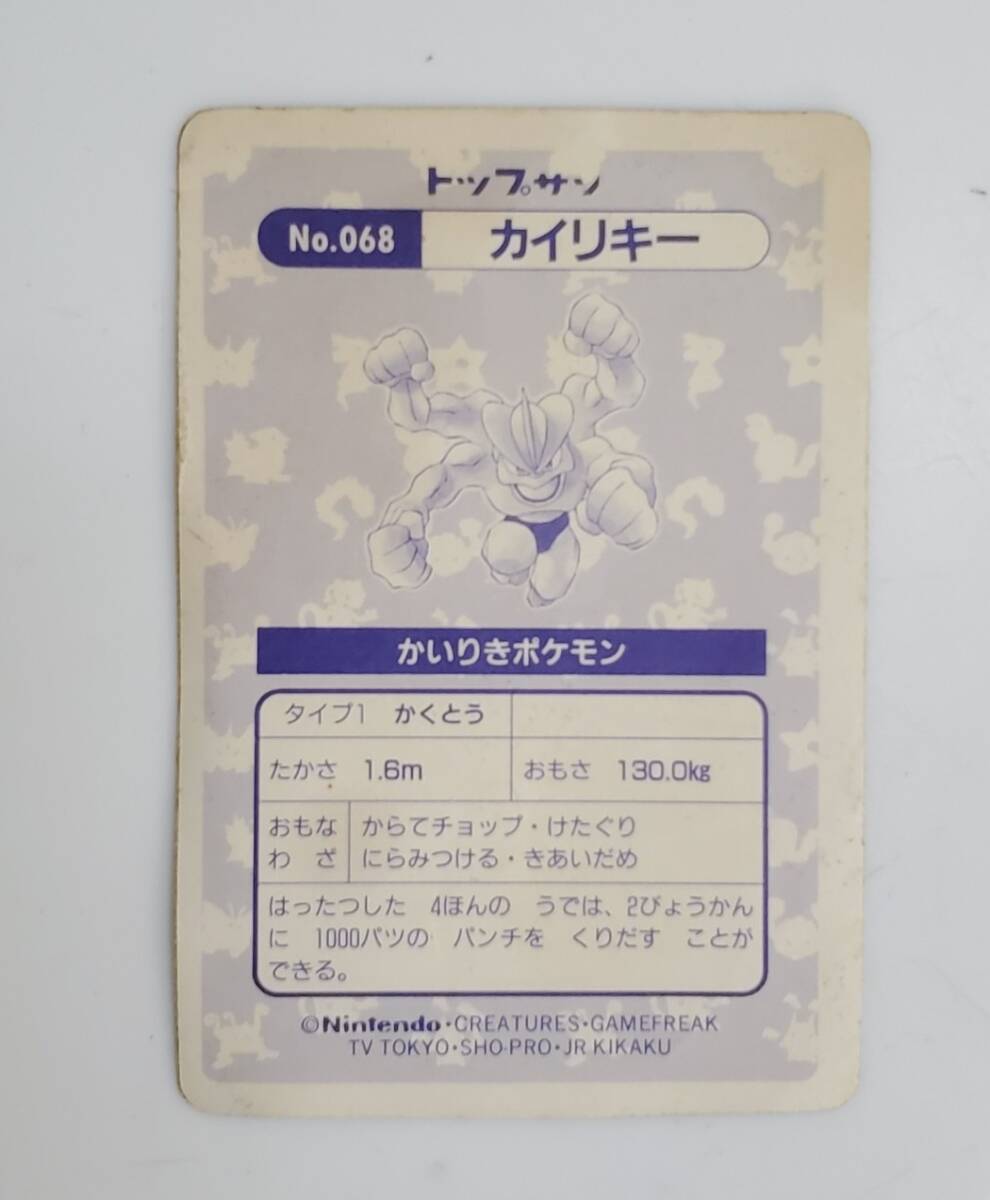 トップサン
No.068 カイリキー
かいりきポケモン
タイプ1 かくとう
たかさ 1.6m おもさ 130.0kg
おもな からてチョップ・けたぐり
わざ にらみつける・きあいだめ
はったつした 4ほんの うでは、2びょうかん
に 1000パツの パンチを くりだす ことが
できる。
©Nintendo・CREATURES・GAMEFREAK
TV TOKYO・SHO-PRO・JR KIKAKU